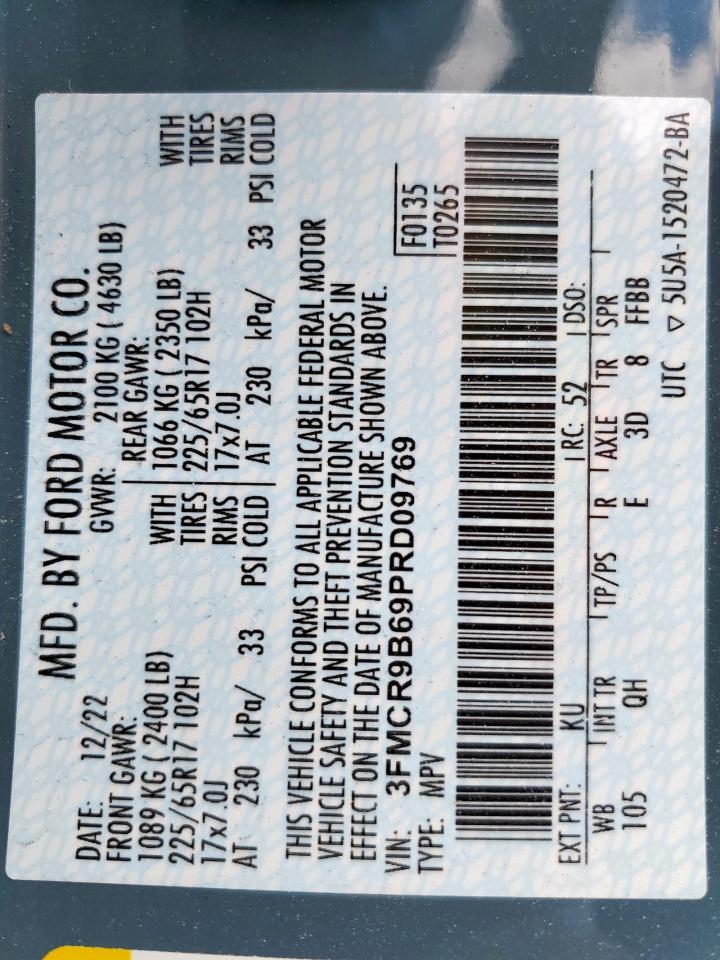 MFD. BY FORD MOTOR CO.
DATE: 12/22 GVWR: 2100 KG ( 4630 LB)
FRONT GAWR: REAR GAWR:
1089 KG ( 2400 LB) WITH 1066 KG ( 2350 LB) WITH
225/65R17 102H TIRES 225/65R17 102H TIRES
17x7.0J RIMS 17x7.0J RIMS
AT 230 kPa/ 33 PSI COLD AT 230 kPa/ 33 PSI COLD
THIS VEHICLE CONFORMS TO ALL APPLICABLE FEDERAL MOTOR
VEHICLE SAFETY AND THEFT PREVENTION STANDARDS IN
EFFECT ON THE DATE OF MANUFACTURE SHOWN ABOVE.
VIN: 3FMCR9B69PRD09769 F0135
TYPE: MPV T0265
EXT PNT: KU RC: 52 DSO:
WB INT TR TP/PS R AXLE TR SPR
105 QH E 3D 8 FFBB
UTC ▽ 5U5A-1520472-BA